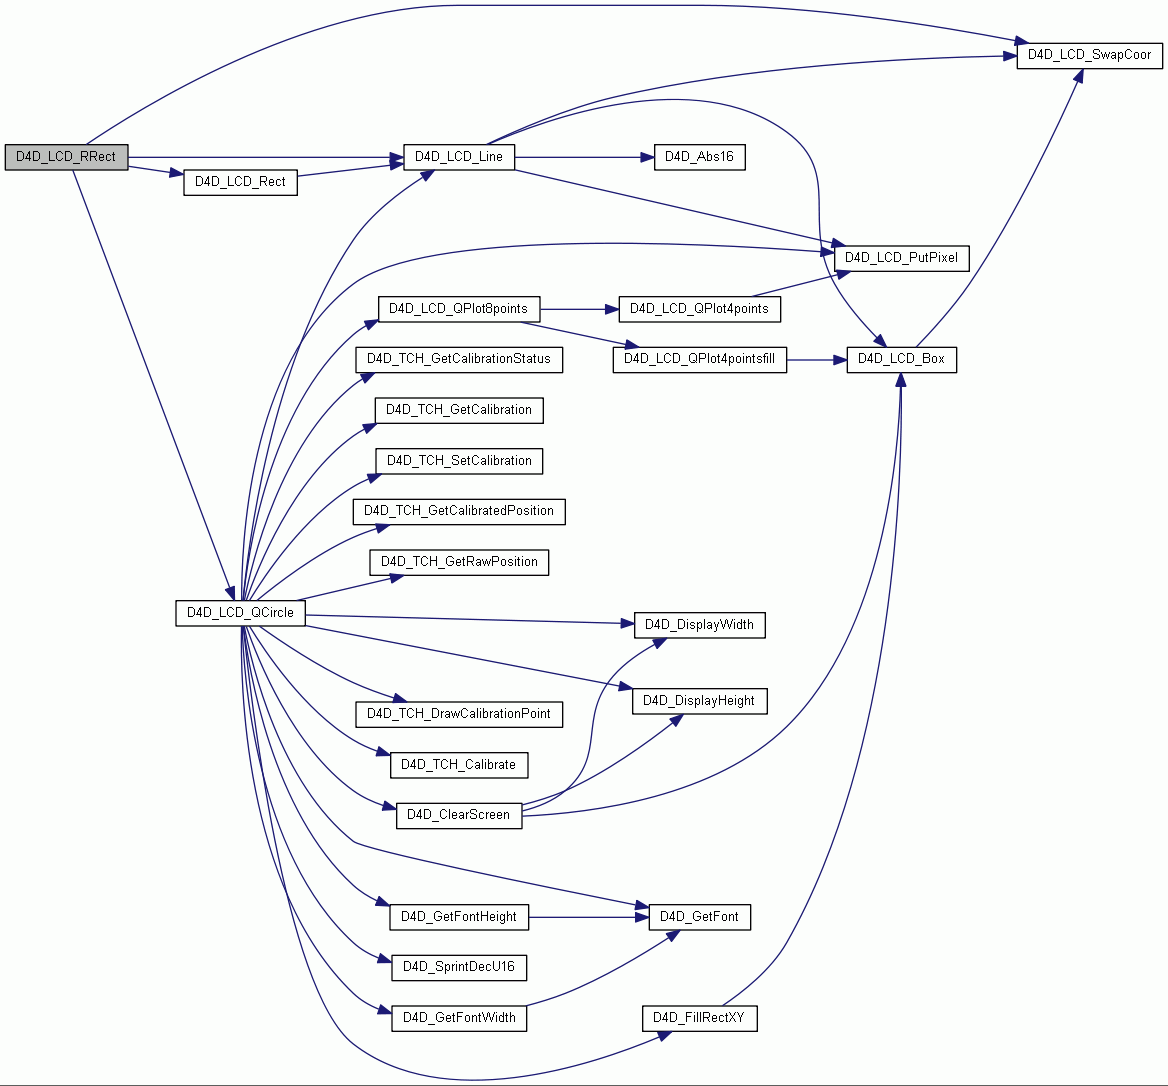 D4D_LCD_SwapCoor
D4D_LCD_RRect
D4D_LCD_Line
D4D_Abs16
D4D_LCD_Rect
D4D_LCD_PutPixel
D4D_LCD_QPlot8points
D4D_LCD_QPlot4points
D4D_TCH_GetCalibrationStatus
D4D_LCD_QPlot4pointsfill
D4D_LCD_Box
D4D_TCH_GetCalibration
D4D_TCH_SetCalibration
D4D_TCH_GetCalibratedPosition
D4D_TCH_GetRawPosition
D4D_LCD_QCircle
D4D_DisplayWidth
D4D_DisplayHeight
D4D_TCH_DrawCalibrationPoint
D4D_TCH_Calibrate
D4D_ClearScreen
D4D_GetFontHeight
D4D_GetFont
D4D_SprintDecU16
D4D_GetFontWidth
D4D_FillRectXY